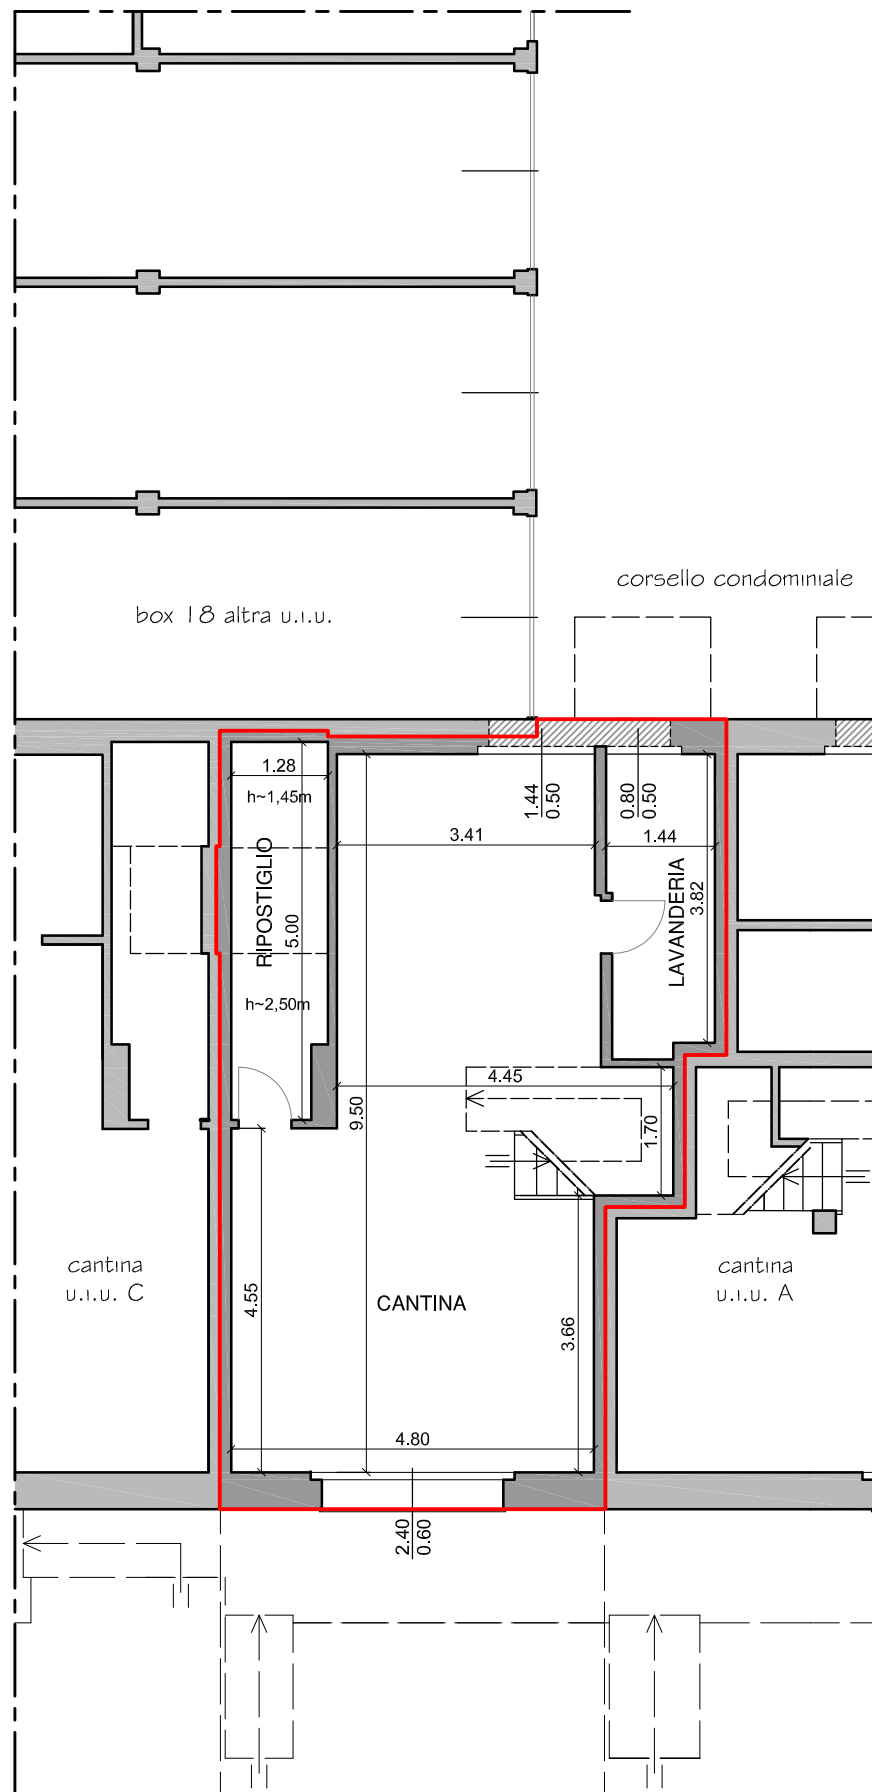 corsello condominiale
box 18 altra u.i.u.
1.28
h~1,45m
RIPOSTIGLIO
5.00
h~2,50m
1.44
0.50
0.80
0.50
3.41
1.44
LAVANDERIA
3.82
4.45
9.50
1.70
cantina
u.i.u. C
4.55
CANTINA
3.66
cantina
u.i.u. A
4.80
2.40
0.60